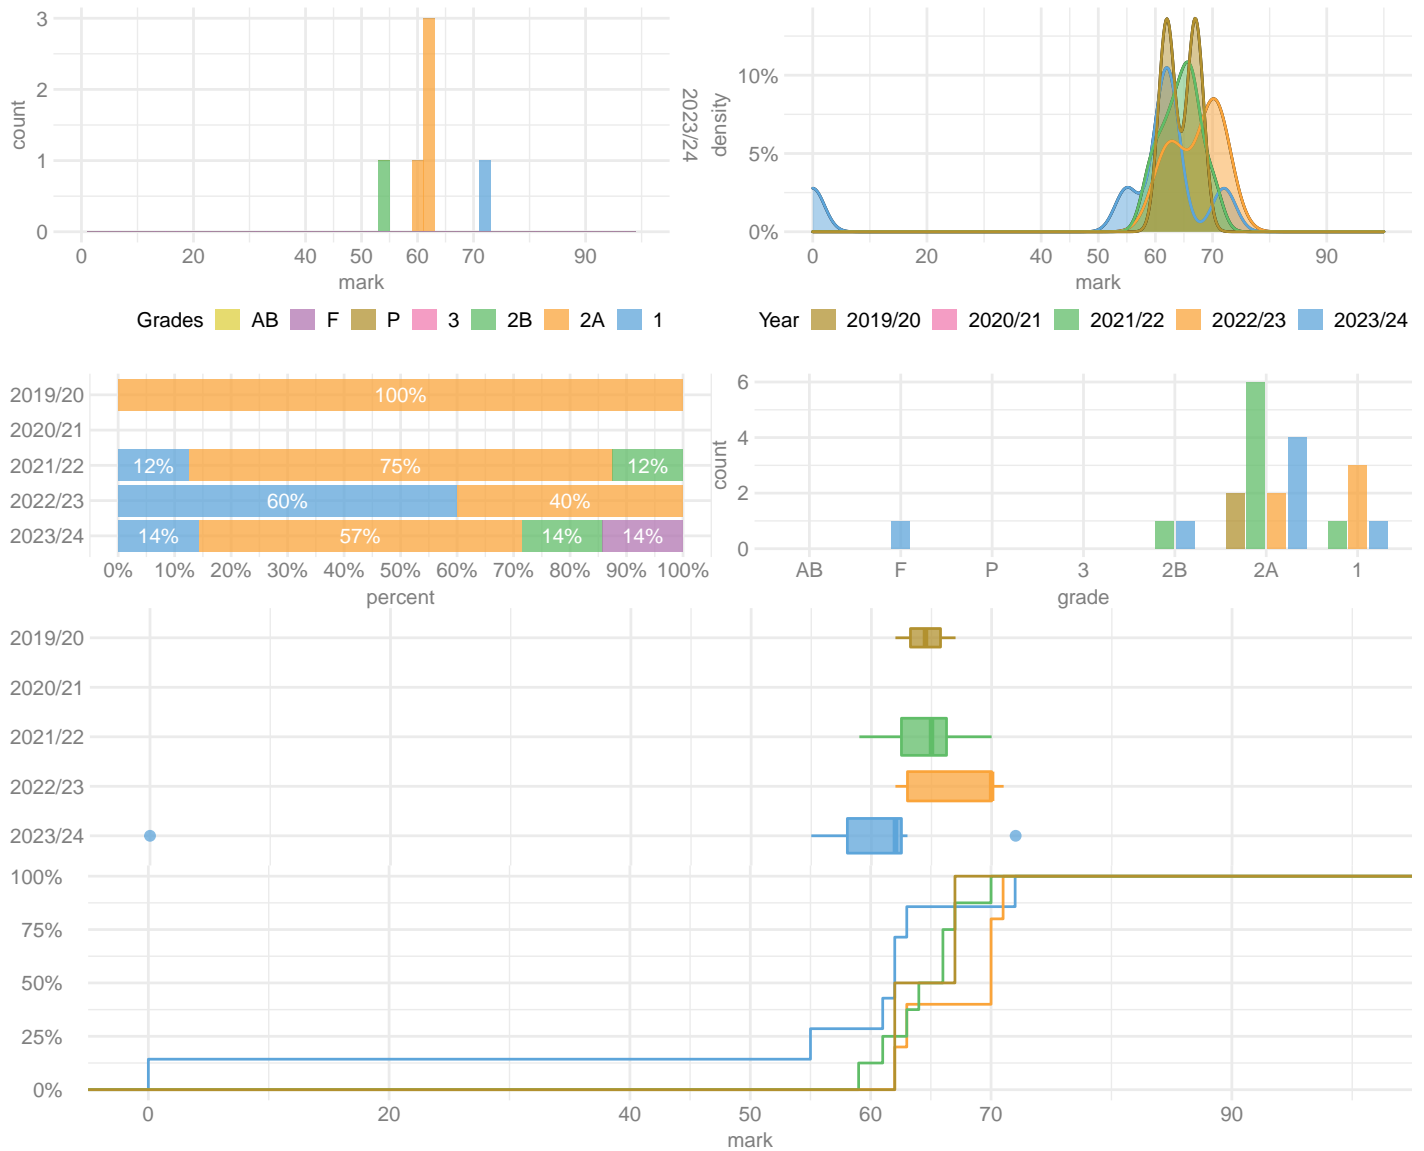 3
2
1
0
count
0 20 40 50 60 70 90
mark
2023/24
10%
5%
0%
density
0 20 40 50 60 70 90
mark
Grades AB F P 3 2B 2A 1
Year 2019/20 2020/21 2021/22 2022/23 2023/24
2019/20 100%
2020/21
2021/22 12% 75% 12%
2022/23 60% 40%
2023/24 14% 57% 14% 14%
0% 10% 20% 30% 40% 50% 60% 70% 80% 90% 100%
percent
6
4
2
0
count
AB F P 3 2B 2A 1
grade
2019/20
2020/21
2021/22
2022/23
2023/24
100%
75%
50%
25%
0%
0 20 40 50 60 70 90
mark